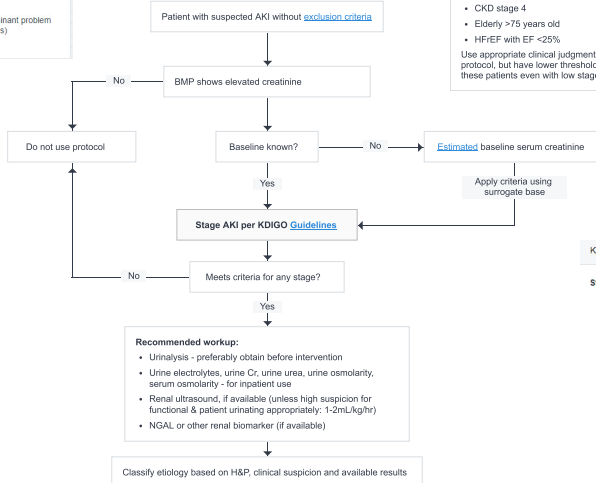 inant problem
s)
Patient with suspected AKI without exclusion criteria
• CKD stage 4
• Elderly >75 years old
• HFrEF with EF <25%
Use appropriate clinical judgment
protocol, but have lower threshold
these patients even with low stage
No
BMP shows elevated creatinine
Do not use protocol
Baseline known?
No
Estimated baseline serum creatinine
Yes
Apply criteria using
surrogate base
Stage AKI per KDIGO Guidelines
No
Meets criteria for any stage?
K
Yes
Recommended workup:
• Urinalysis - preferably obtain before intervention
• Urine electrolytes, urine Cr, urine urea, urine osmolarity,
serum osmolarity - for inpatient use
• Renal ultrasound, if available (unless high suspicion for
functional & patient urinating appropriately: 1-2mL/kg/hr)
• NGAL or other renal biomarker (if available)
Classify etiology based on H&P, clinical suspicion and available results